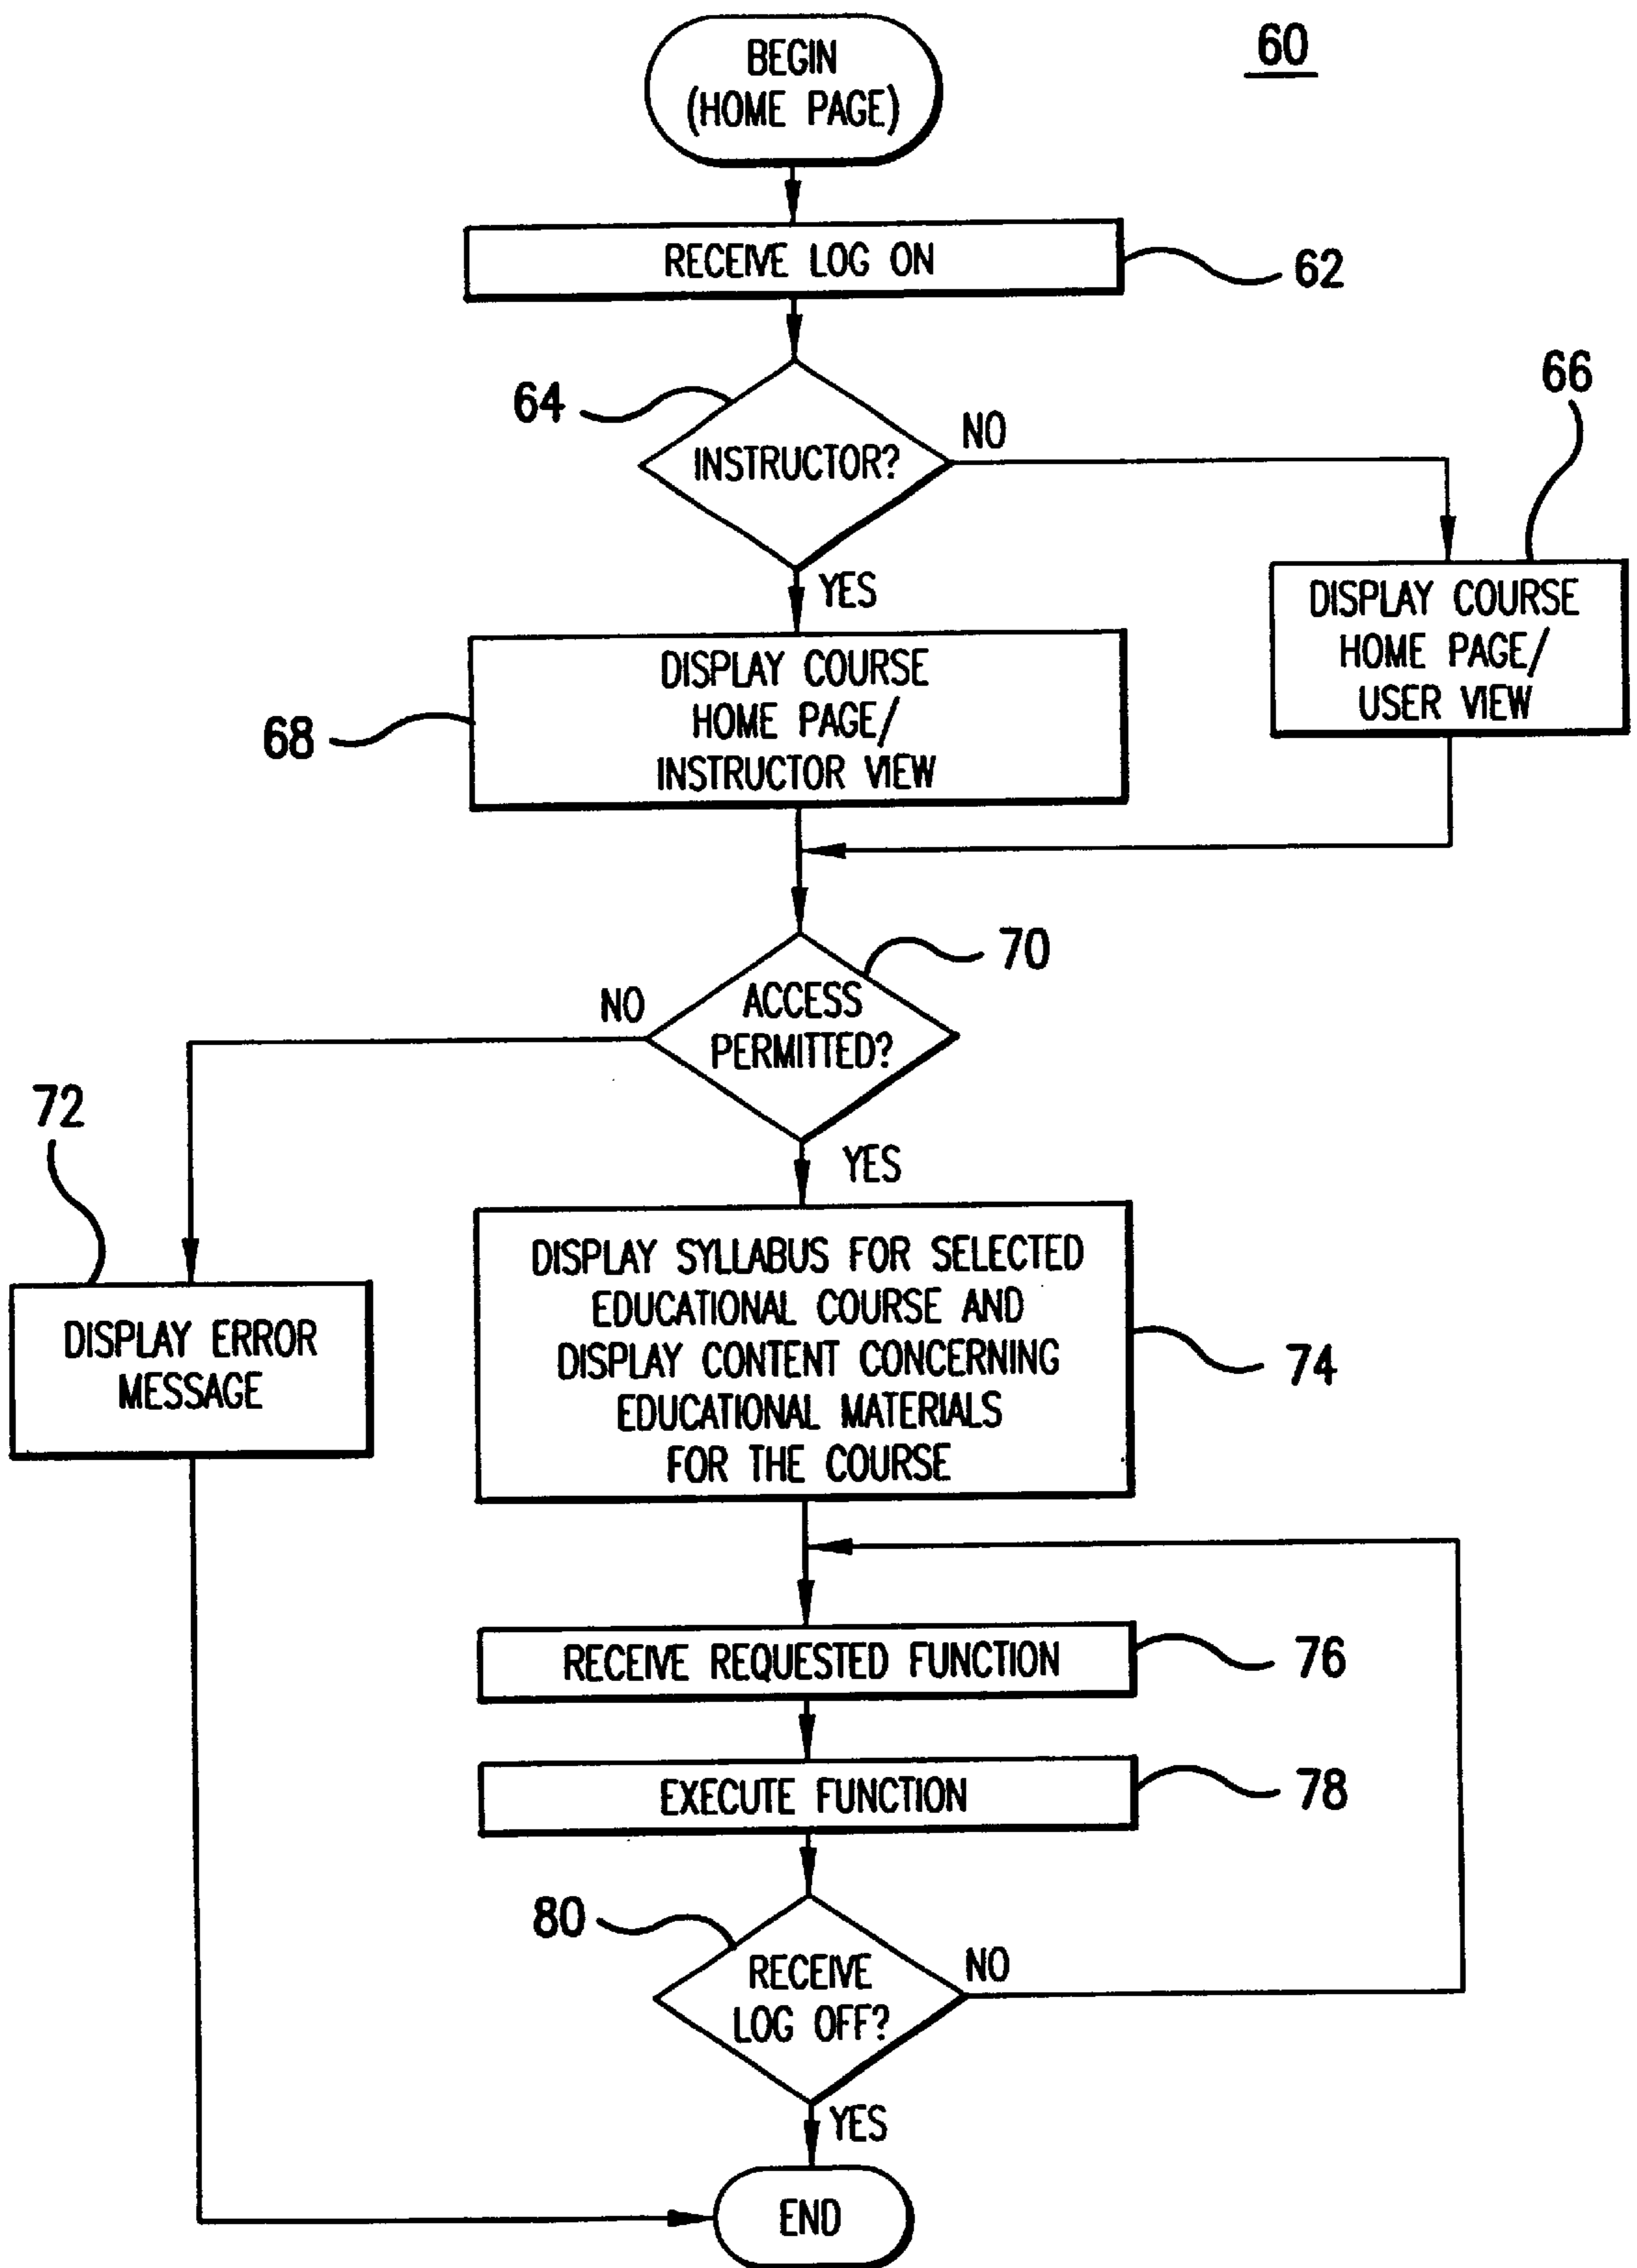 60
BEGIN
(HOME PAGE)
RECEIVE LOG ON
62
64
INSTRUCTOR?
NO
66
YES
DISPLAY COURSE
HOME PAGE/
USER VIEW
DISPLAY COURSE
HOME PAGE/
INSTRUCTOR VIEW
68
70
ACCESS
PERMITTED?
NO
YES
72
DISPLAY ERROR
MESSAGE
DISPLAY SYLLABUS FOR SELECTED
EDUCATIONAL COURSE AND
DISPLAY CONTENT CONCERNING
EDUCATIONAL MATERIALS
FOR THE COURSE
74
RECEIVE REQUESTED FUNCTION
76
EXECUTE FUNCTION
78
80
RECEIVE
LOG OFF?
NO
YES
END